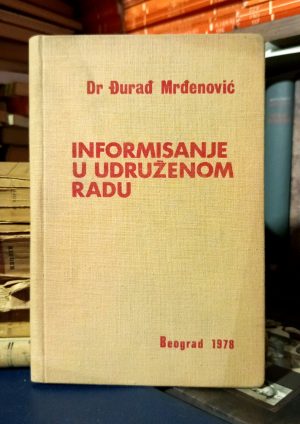 Dr Đurađ Mrđenović
INFORMISANJE
U UDRUŽENOM
RADU
Beograd 1978